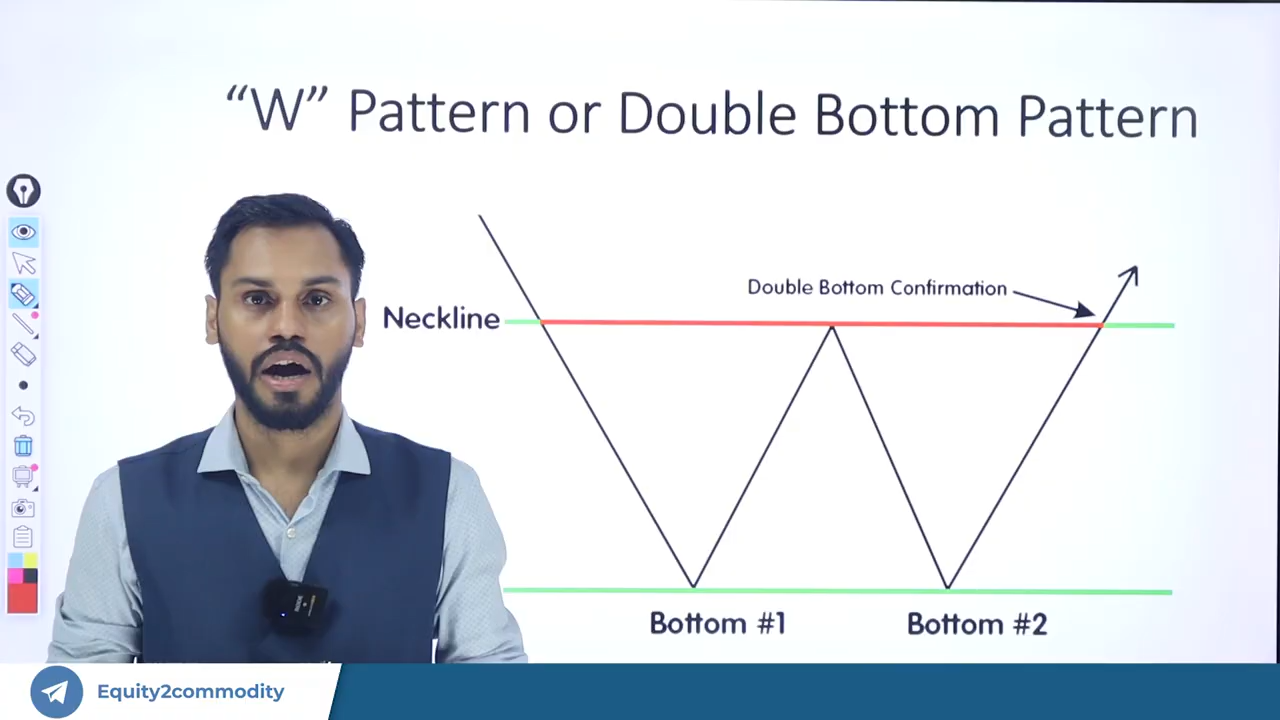 “W” Pattern or Double Bottom Pattern
Double Bottom Confirmation
Neckline
Bottom #1
Bottom #2
Equity2commodity